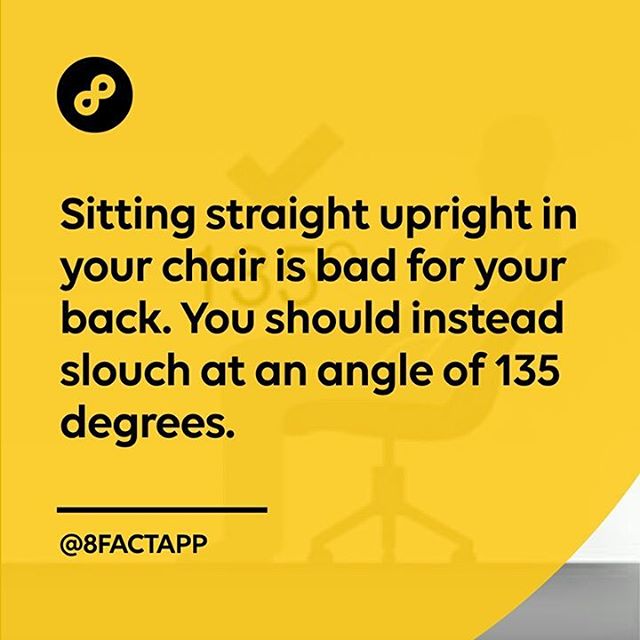 Sitting straight upright in
your chair is bad for your
back. You should instead
slouch at an angle of 135
degrees.
135°
@8FACTAPP